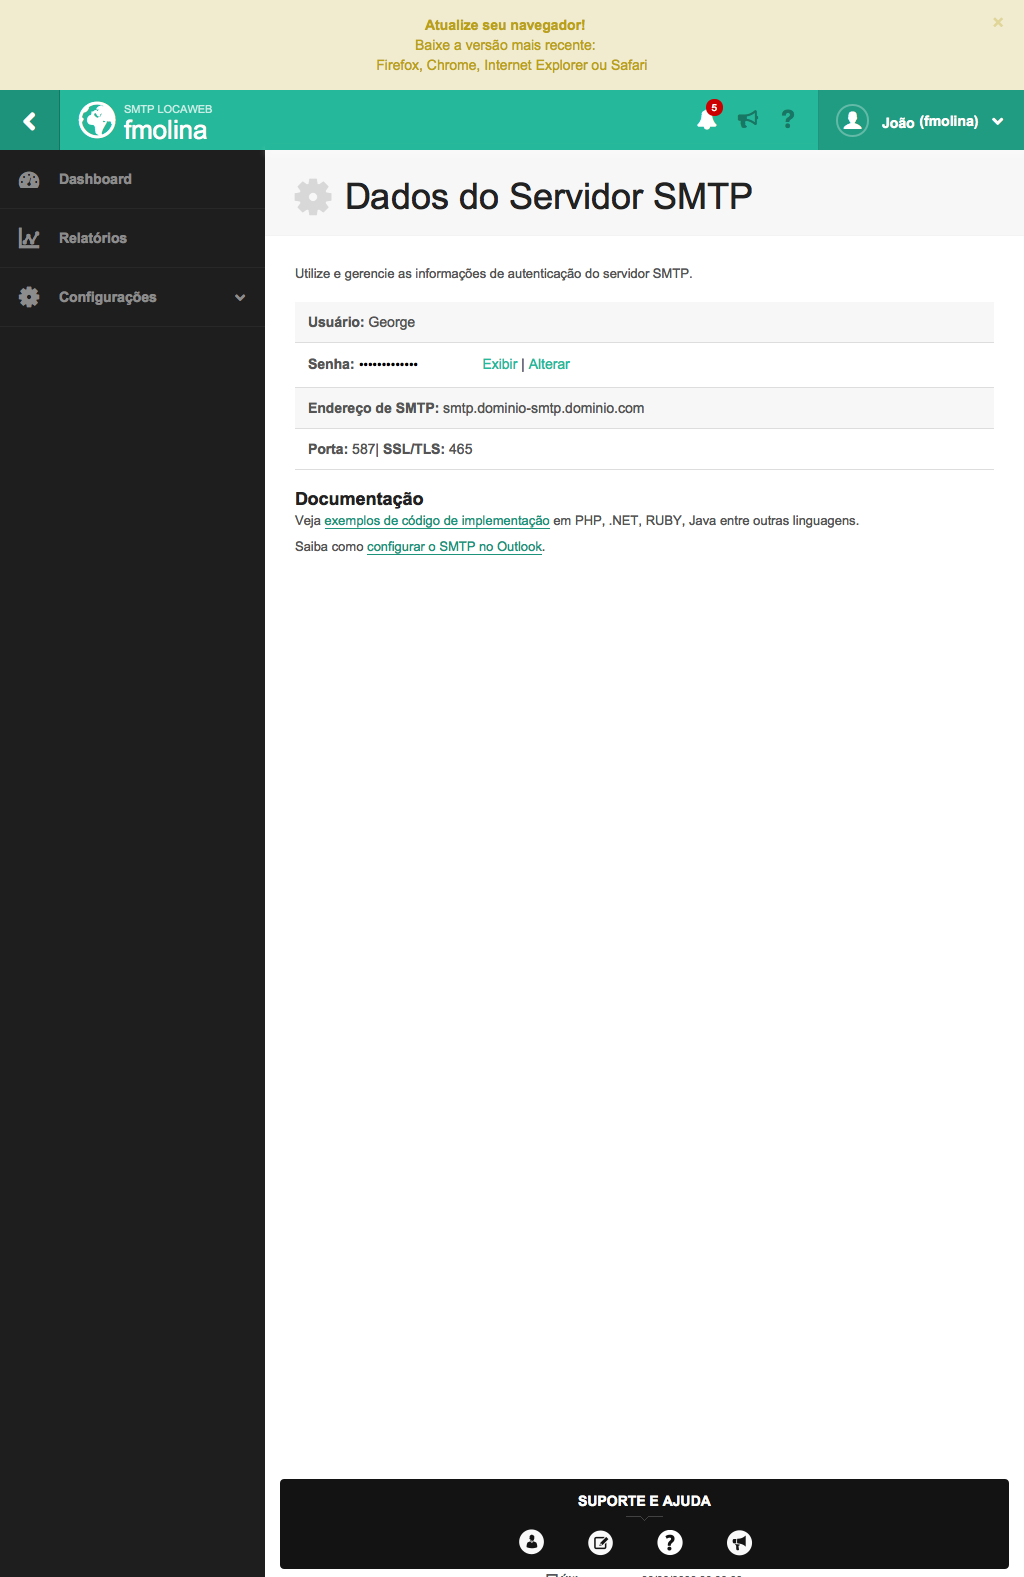 Atualize seu navegador!
×
Baixe a versão mais recente:
Firefox, Chrome, Internet Explorer ou Safari
SMTP LOCAWEB
fmolina
5
?
João (fmolina)
Dashboard
Relatórios
Configurações
Dados do Servidor SMTP
Utilize e gerencie as informações de autenticação do servidor SMTP.
Usuário: George
Senha: ••••••••••••• Exibir | Alterar
Endereço de SMTP: smtp.dominio-smtp.dominio.com
Porta: 587| SSL/TLS: 465
Documentação
Veja exemplos de código de implementação em PHP, .NET, RUBY, Java entre outras linguagens.
Saiba como configurar o SMTP no Outlook.
SUPORTE E AJUDA
?